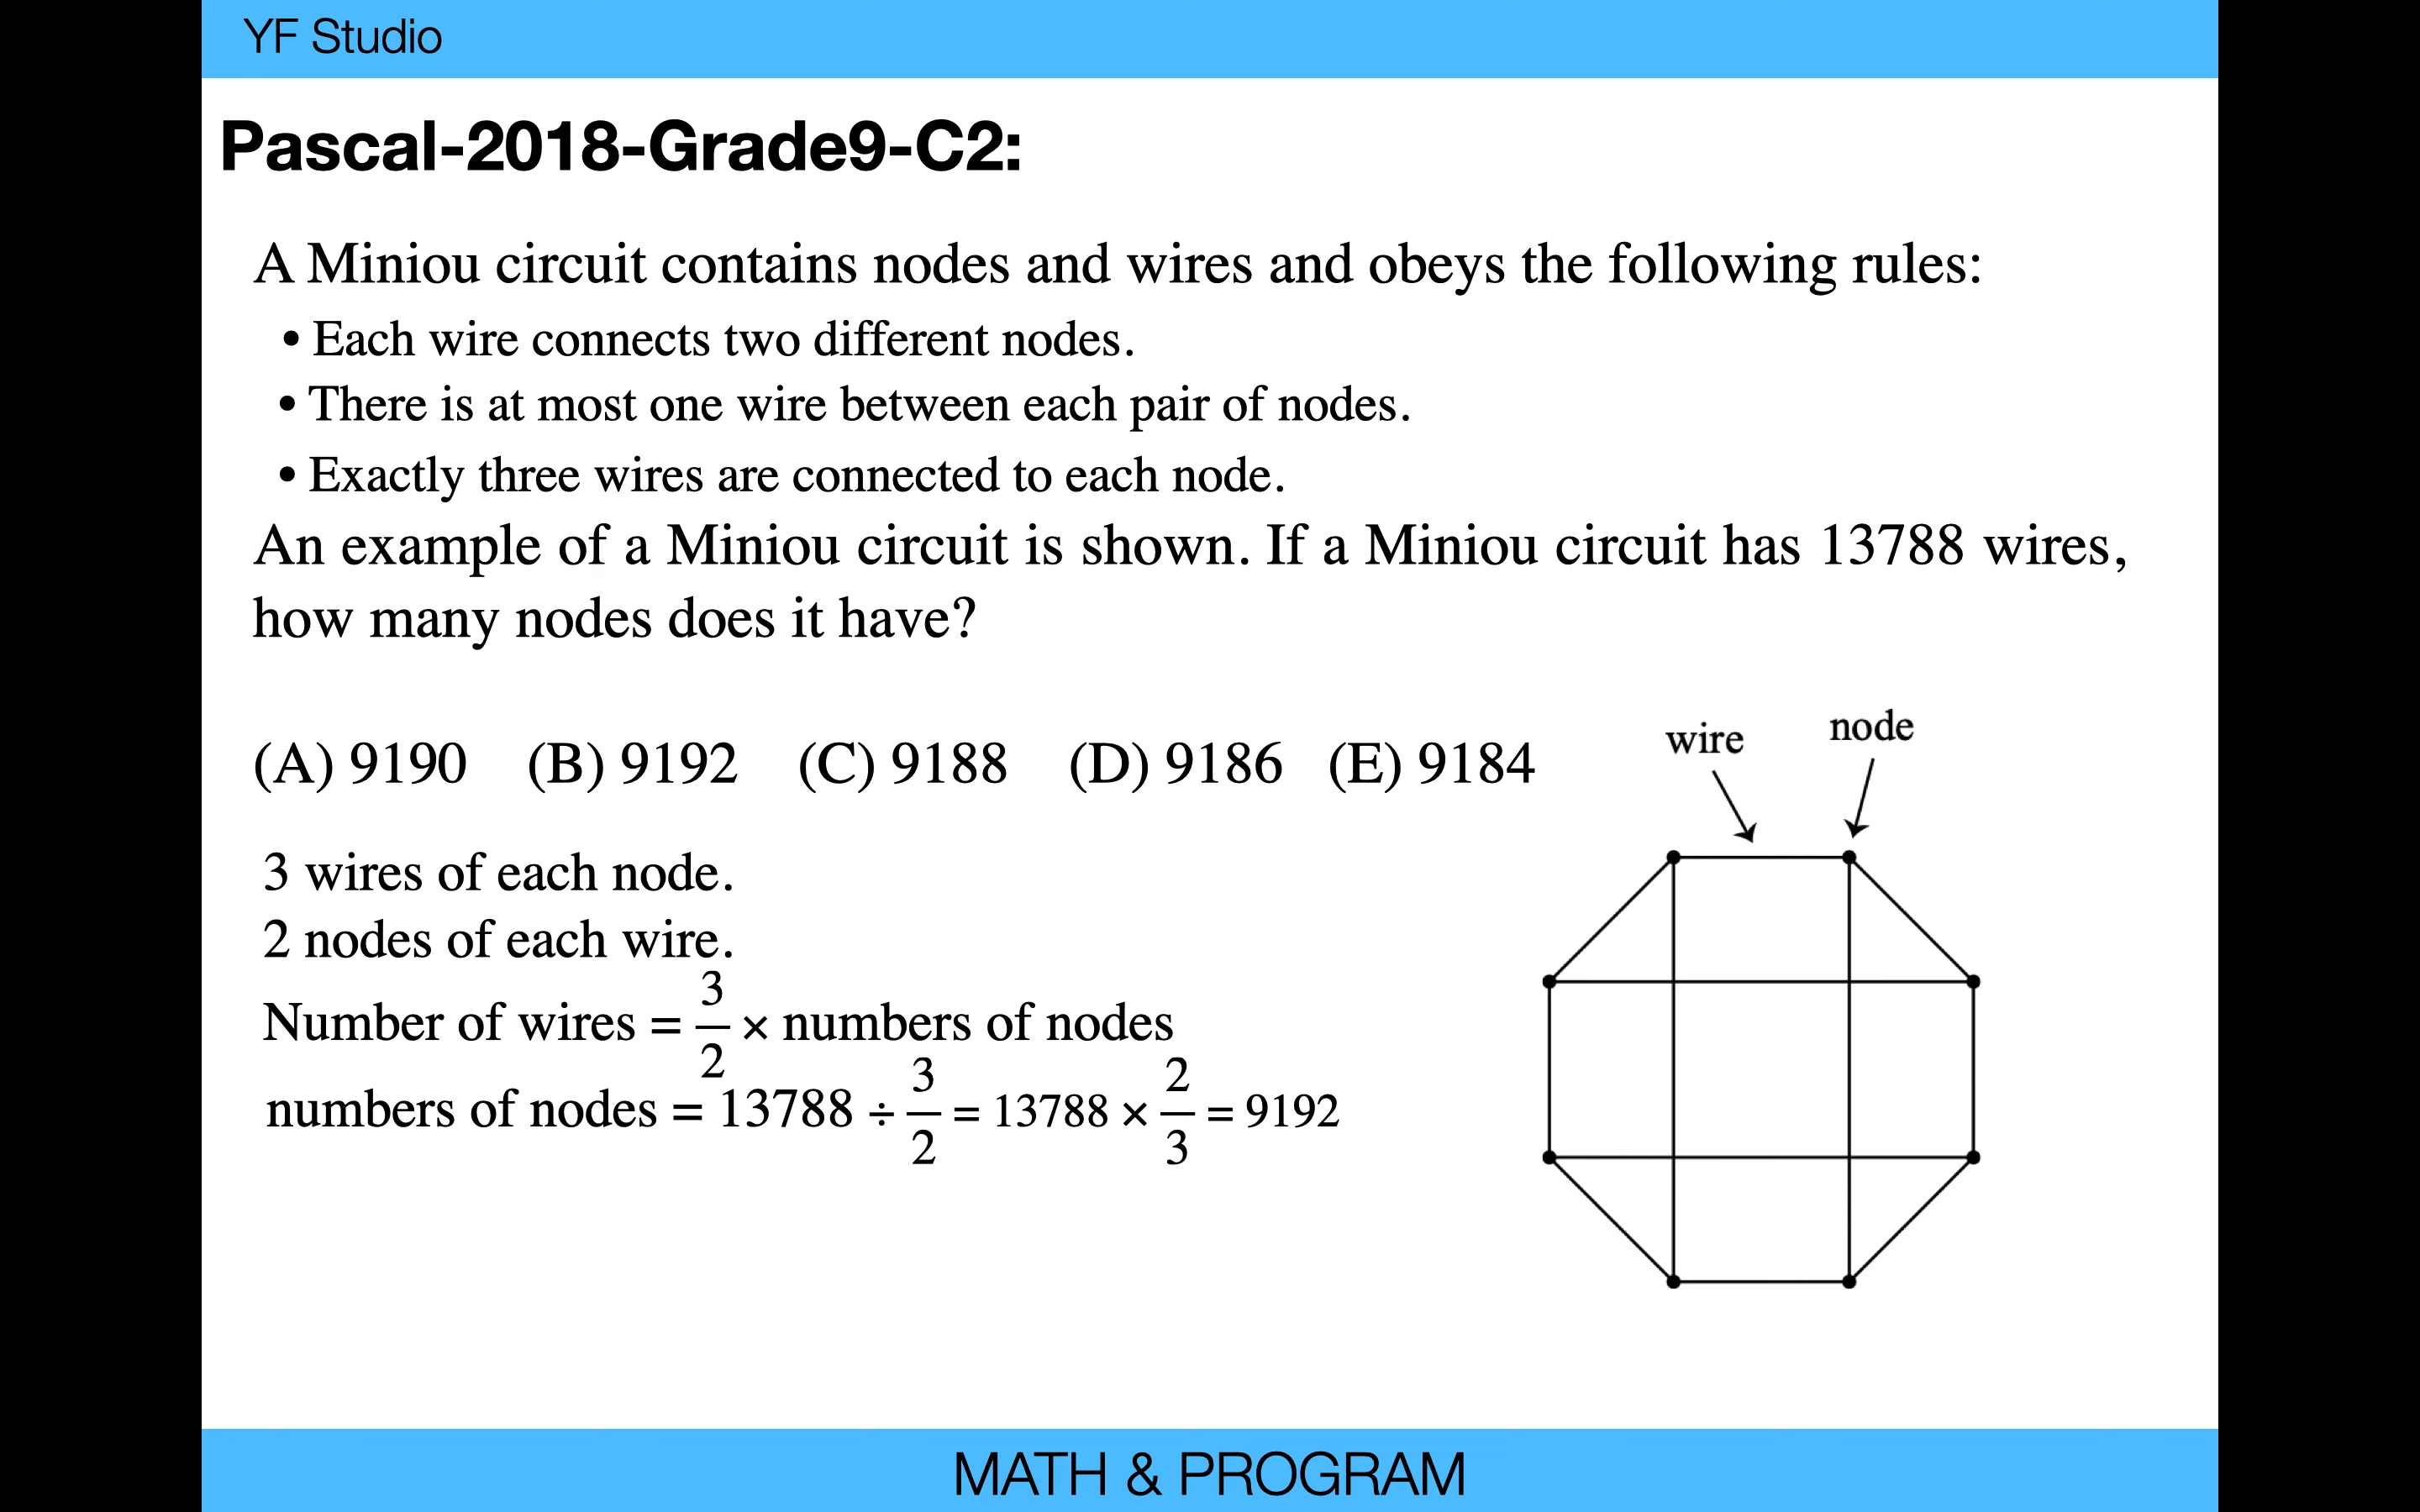 YF Studio
Pascal-2018-Grade9-C2:
A Miniou circuit contains nodes and wires and obeys the following rules:
• Each wire connects two different nodes.
• There is at most one wire between each pair of nodes.
• Exactly three wires are connected to each node.
An example of a Miniou circuit is shown. If a Miniou circuit has 13788 wires,
how many nodes does it have?
(A) 9190 (B) 9192 (C) 9188 (D) 9186 (E) 9184
wire node
3 wires of each node.
2 nodes of each wire.
Number of wires = 3/2 × numbers of nodes
numbers of nodes = 13788 ÷ 3/2 = 13788 × 2/3 = 9192
MATH & PROGRAM